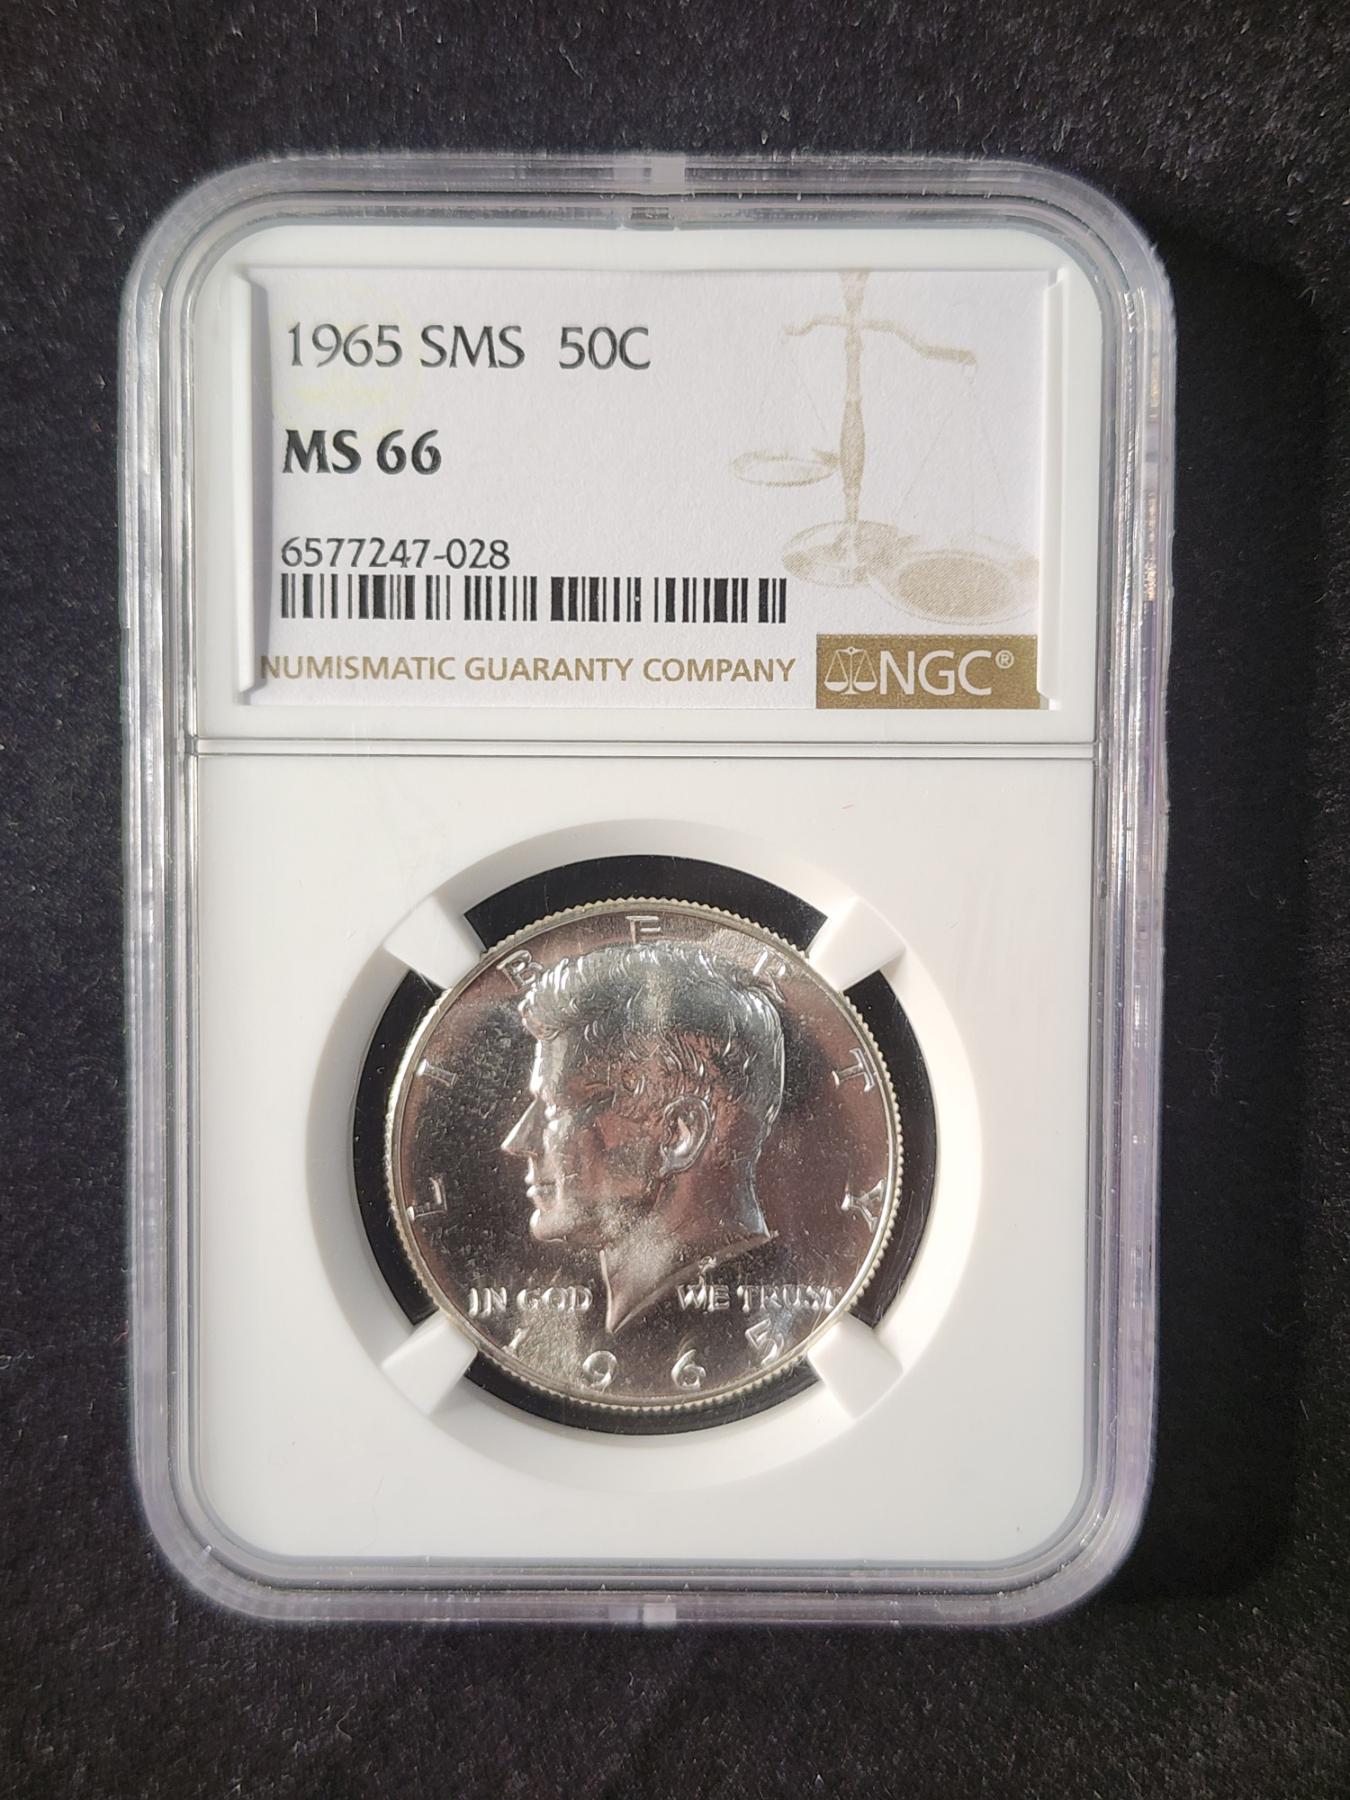 1965 SMS 50C
MS 66
6577247-028
NUMISMATIC GUARANTY COMPANY
NGC®
LIBERTY
IN GOD WE TRUST
1965